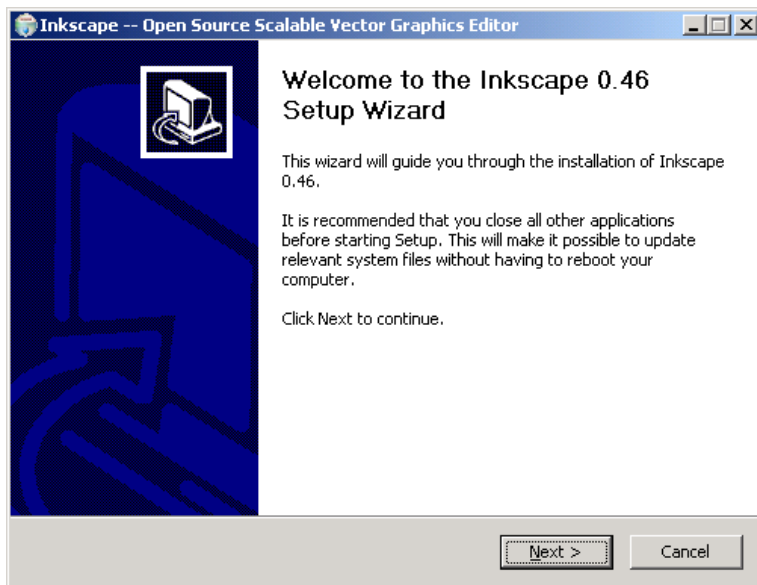 Inkscape -- Open Source Scalable Vector Graphics Editor
Welcome to the Inkscape 0.46
Setup Wizard
This wizard will guide you through the installation of Inkscape
0.46.
It is recommended that you close all other applications
before starting Setup. This will make it possible to update
relevant system files without having to reboot your
computer.
Click Next to continue.
Next >
Cancel